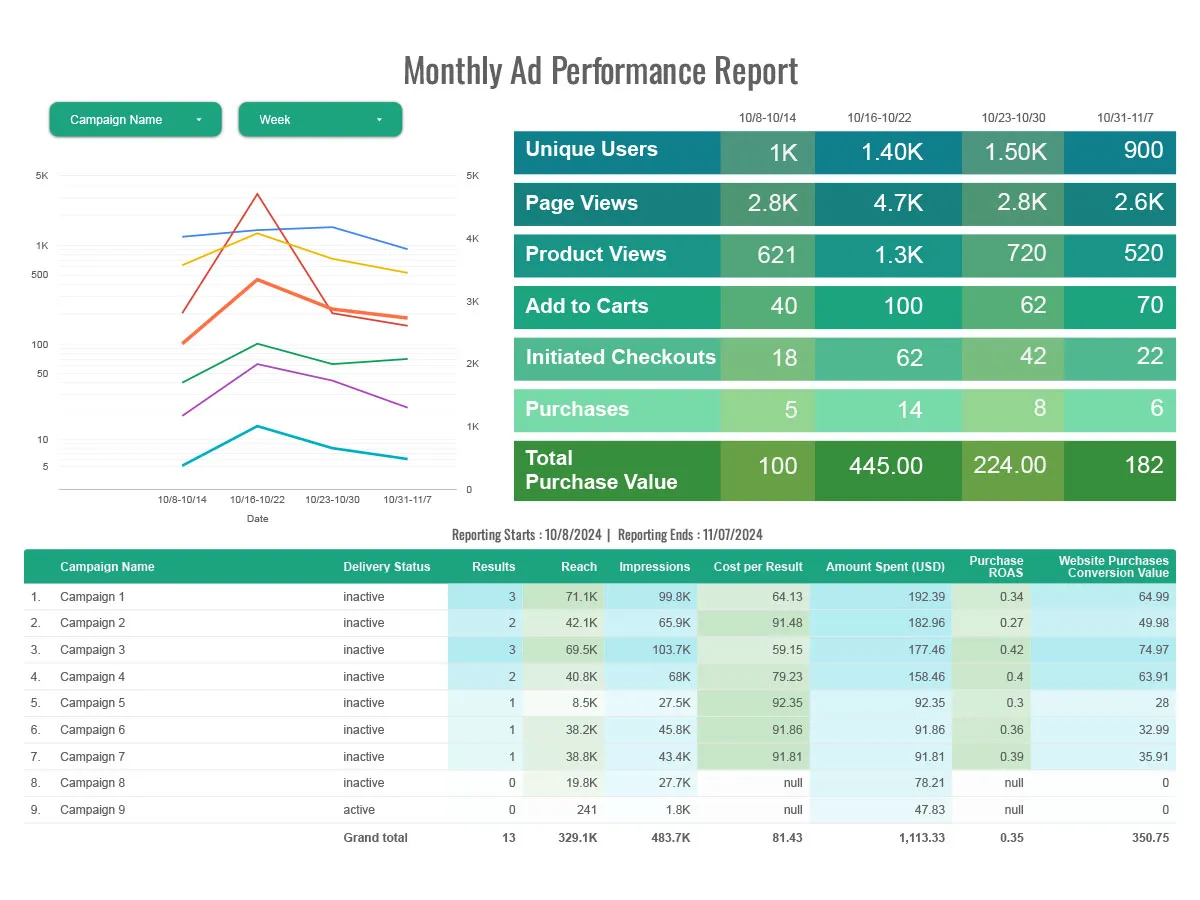 Monthly Ad Performance Report
Campaign Name
Week
10/8-10/14 10/16-10/22 10/23-10/30 10/31-11/7
Unique Users 1K 1.40K 1.50K 900
Page Views 2.8K 4.7K 2.8K 2.6K
Product Views 621 1.3K 720 520
Add to Carts 40 100 62 70
Initiated Checkouts 18 62 42 22
Purchases 5 14 8 6
Total
Purchase Value 100 445.00 224.00 182
5K
1K
500
100
50
10
5
5K
4K
3K
2K
1K
0
10/8-10/14 10/16-10/22 10/23-10/30 10/31-11/7
Date
Reporting Starts : 10/8/2024 | Reporting Ends : 11/07/2024
Campaign Name Delivery Status Results Reach Impressions Cost per Result Amount Spent (USD) Purchase ROAS Website Purchases Conversion Value
1. Campaign 1 inactive 3 71.1K 99.8K 64.13 192.39 0.34 64.99
2. Campaign 2 inactive 2 42.1K 65.9K 91.48 182.96 0.27 49.98
3. Campaign 3 inactive 3 69.5K 103.7K 59.15 177.46 0.42 74.97
4. Campaign 4 inactive 2 40.8K 68K 79.23 158.46 0.4 63.91
5. Campaign 5 inactive 1 8.5K 27.5K 92.35 92.35 0.3 28
6. Campaign 6 inactive 1 38.2K 45.8K 91.86 91.86 0.36 32.99
7. Campaign 7 inactive 1 38.8K 43.4K 91.81 91.81 0.39 35.91
8. Campaign 8 inactive 0 19.8K 27.7K null 78.21 null 0
9. Campaign 9 active 0 241 1.8K null 47.83 null 0
Grand total 13 329.1K 483.7K 81.43 1,113.33 0.35 350.75